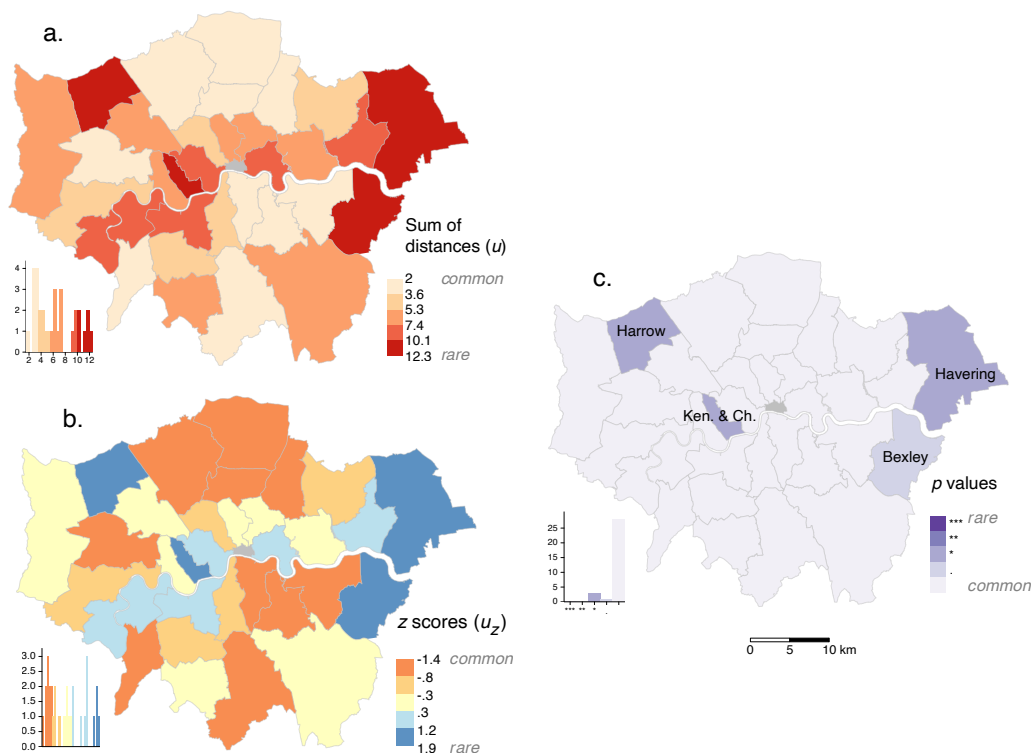 a.
Sum of
distances (u)
2 common
3.6
5.3
7.4
10.1
12.3 rare
4
3
2
1
0
2 4 6 8 10 12
b.
z scores (uz)
-1.4 common
-.8
-.3
.3
1.2
1.9 rare
3.0
2.5
2.0
1.5
1.0
0.5
0.0
c.
Harrow
Havering
Ken. & Ch.
Bexley
p values
*** rare
**
*
.
common
25
20
15
10
5
0
*** ** * .
0 5 10 km